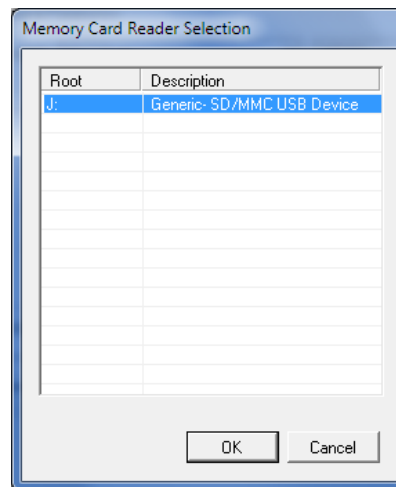 Memory Card Reader Selection
Root Description
J: Generic- SD/MMC USB Device
OK Cancel